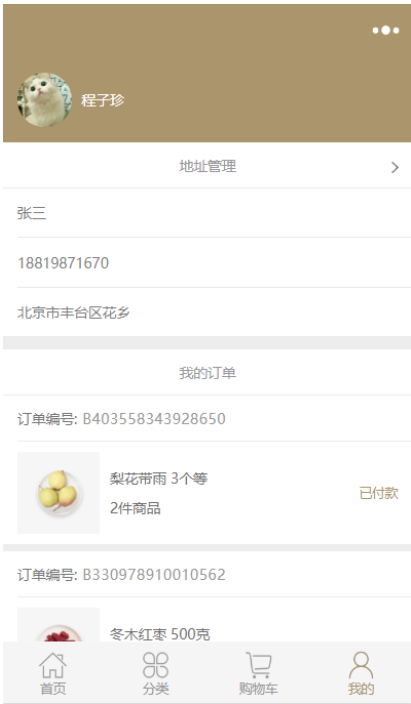 程子珍
地址管理
张三
18819871670
北京市丰台区花乡
我的订单
订单编号: B403558343928650
梨花带雨 3个等
2件商品
已付款
订单编号: B330978910010562
冬木红枣 500克
首页
分类
购物车
我的